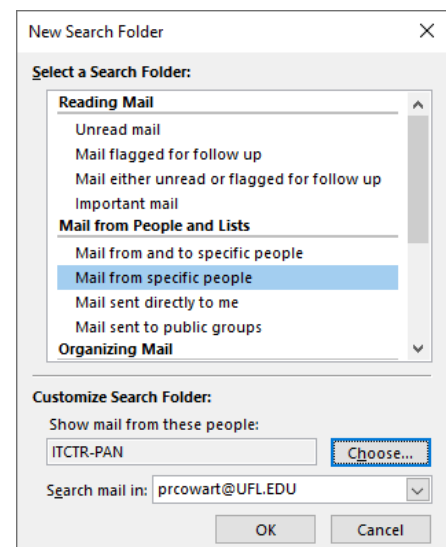 New Search Folder
Select a Search Folder:
Reading Mail
Unread mail
Mail flagged for follow up
Mail either unread or flagged for follow up
Important mail
Mail from People and Lists
Mail from and to specific people
Mail from specific people
Mail sent directly to me
Mail sent to public groups
Organizing Mail
Customize Search Folder:
Show mail from these people:
ITCTR-PAN Choose...
Search mail in: prcowart@UFL.EDU
OK Cancel